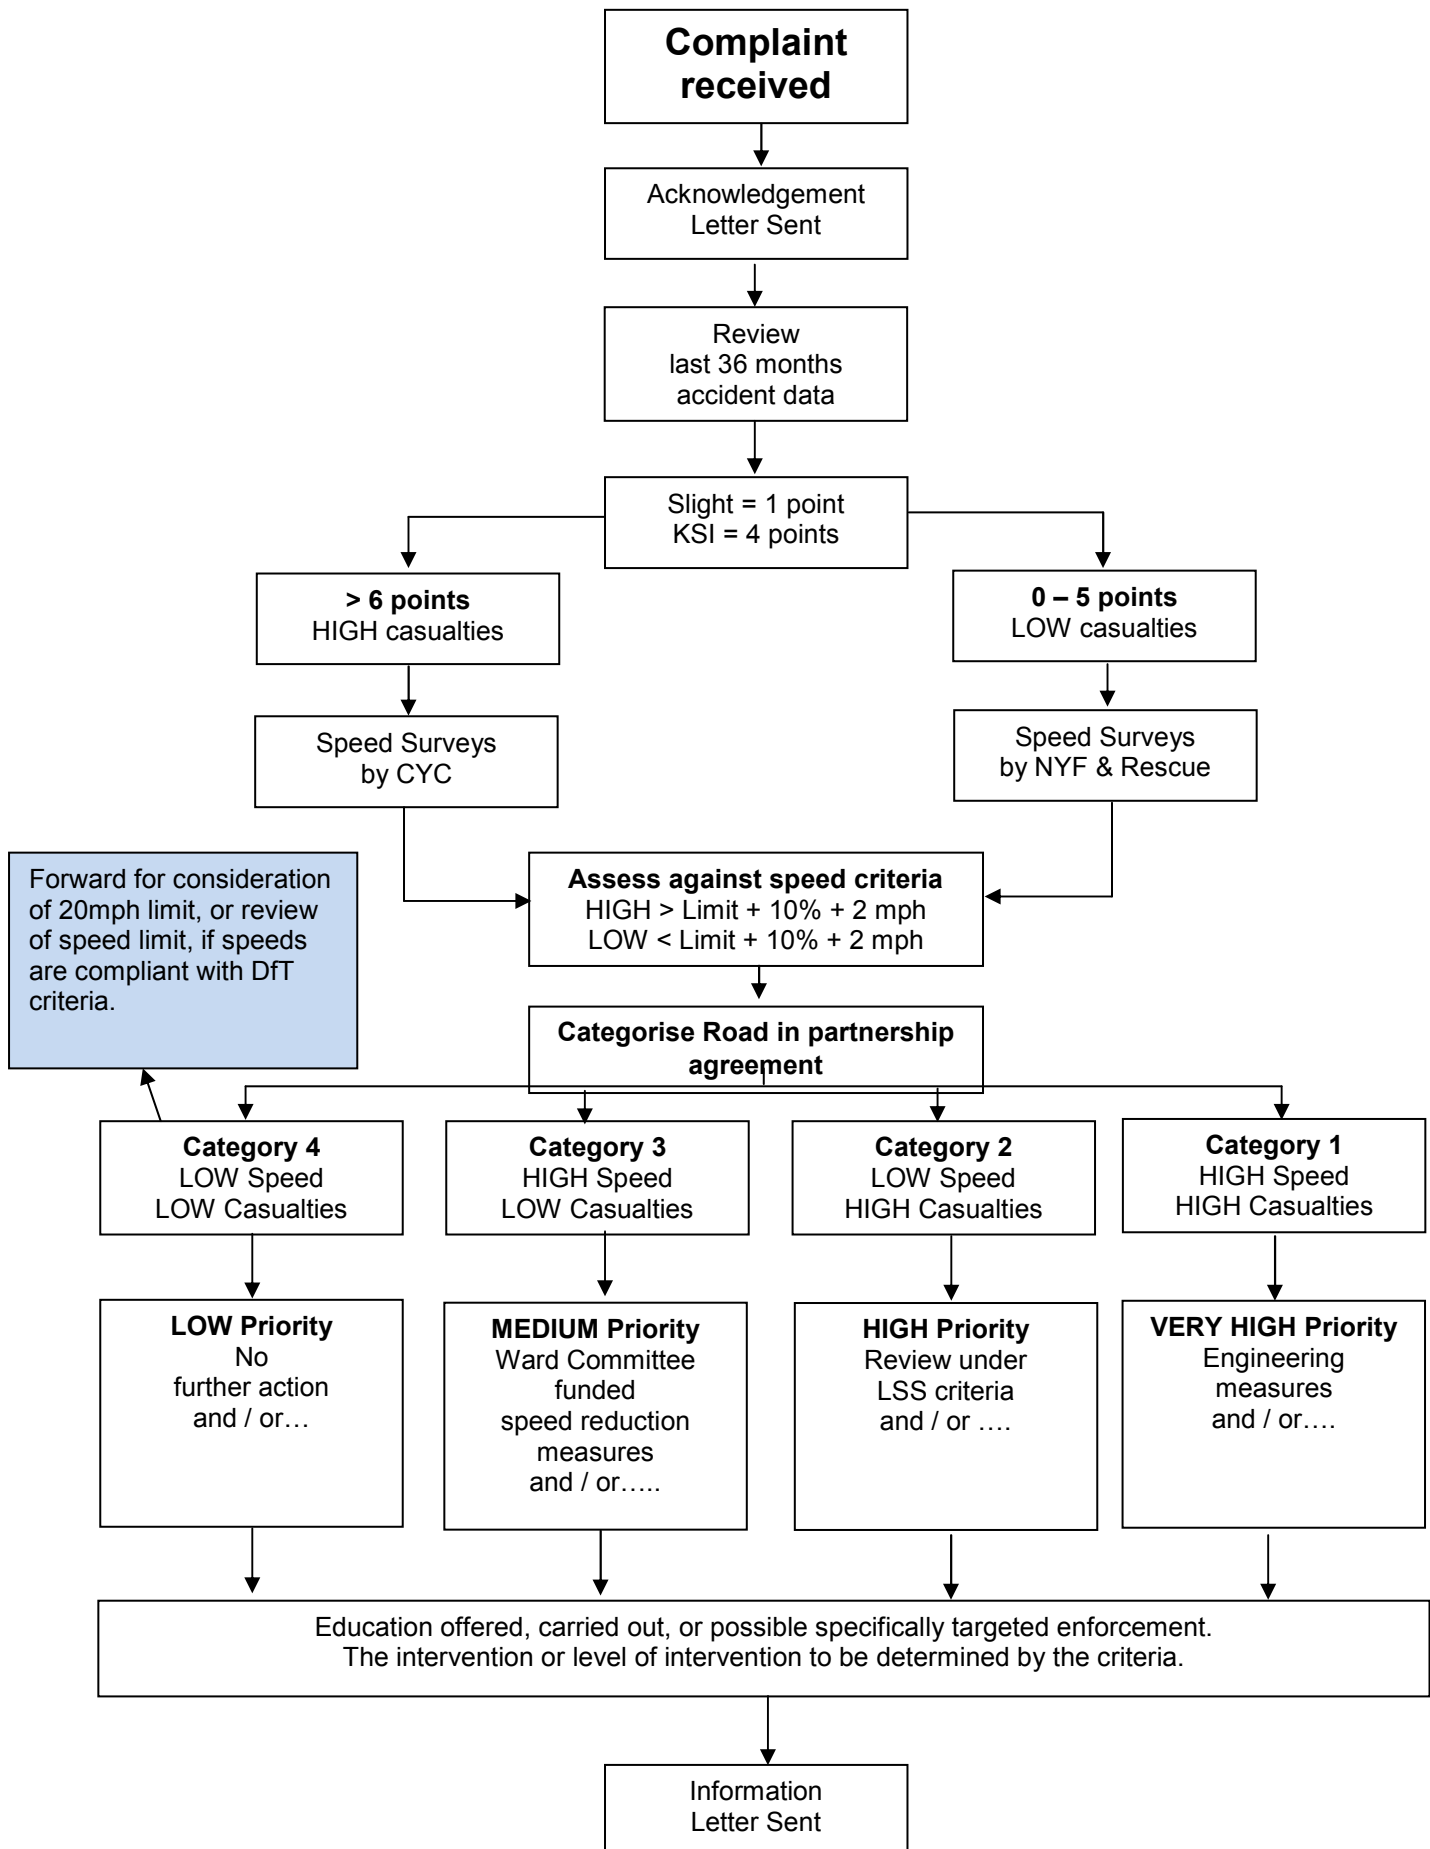 Complaint
received
Acknowledgement
Letter Sent
Review
last 36 months
accident data
Slight = 1 point
KSI = 4 points
> 6 points
HIGH casualties
0 – 5 points
LOW casualties
Speed Surveys
by CYC
Speed Surveys
by NYF & Rescue
Forward for consideration
of 20mph limit, or review
of speed limit, if speeds
are compliant with DfT
criteria.
Assess against speed criteria
HIGH > Limit + 10% + 2 mph
LOW < Limit + 10% + 2 mph
Categorise Road in partnership
agreement
Category 4
LOW Speed
LOW Casualties
Category 3
HIGH Speed
LOW Casualties
Category 2
LOW Speed
HIGH Casualties
Category 1
HIGH Speed
HIGH Casualties
LOW Priority
No
further action
and / or…
MEDIUM Priority
Ward Committee
funded
speed reduction
measures
and / or…..
HIGH Priority
Review under
LSS criteria
and / or ….
VERY HIGH Priority
Engineering
measures
and / or….
Education offered, carried out, or possible specifically targeted enforcement.
The intervention or level of intervention to be determined by the criteria.
Information
Letter Sent